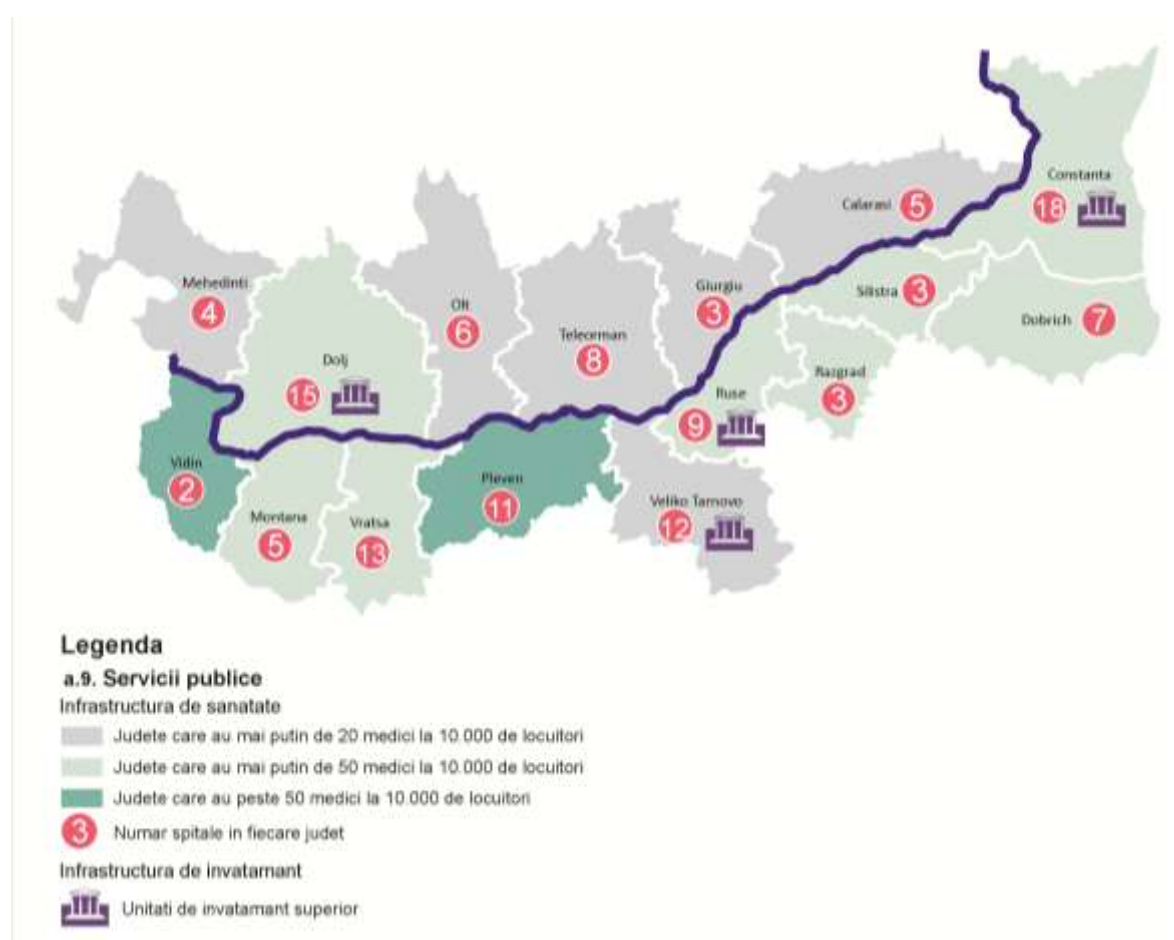 Constanta
18
Calarasi 5
Mehedinti
4
Giurgiu
3
Silistra 3
Olt
6
Teleorman
8
Dobrich 7
Dolj
15
Razgrad
3
Ruse
9
Vidin
2
Pleven
11
Veliko Tarnovo
12
Montana
5
Vratsa
13
Legenda
a.9. Servicii publice
Infrastructura de sanatate
Judete care au mai putin de 20 medici la 10.000 de locuitori
Judete care au mai putin de 50 medici la 10.000 de locuitori
Judete care au peste 50 medici la 10.000 de locuitori
3 Numar spitale in fiecare judet
Infrastructura de invatamant
Unitati de invatamant superior